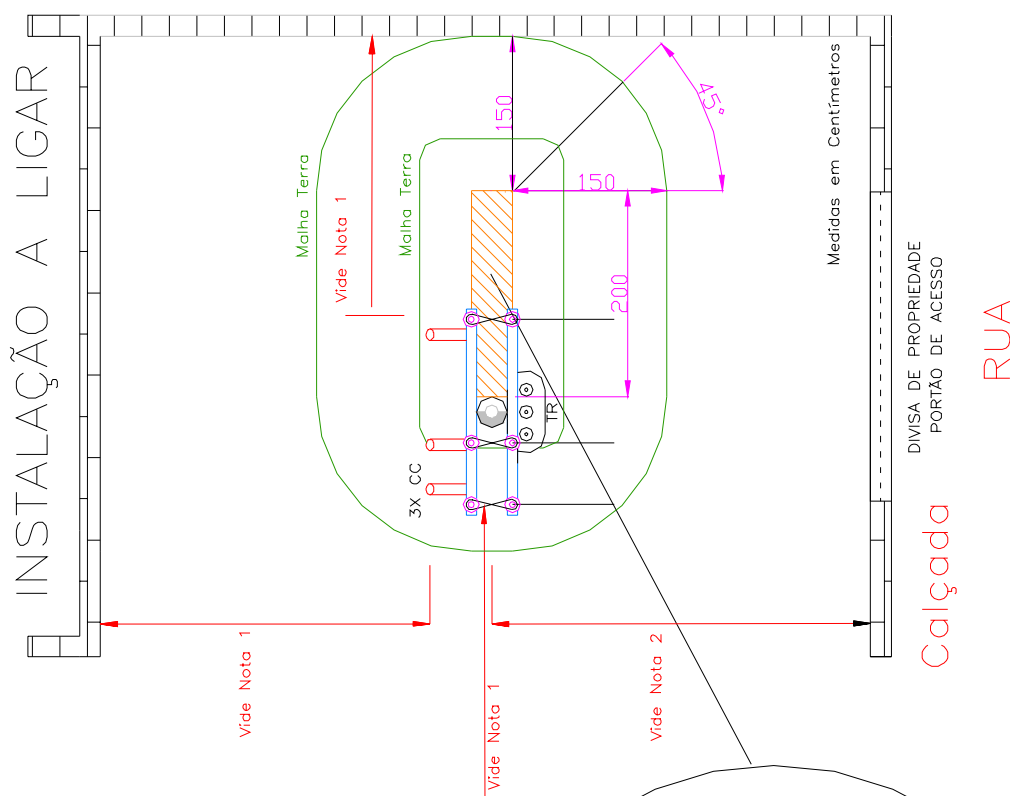 INSTALAÇÃO A LIGAR
Malha Terra
Vide Nota 1
Malha Terra
150
45°
150
200
Medidas em Centímetros
TR
3X CC
Vide Nota 1
Vide Nota 1
Vide Nota 2
DIVISA DE PROPRIEDADE
PORTÃO DE ACESSO
Calçada
RUA